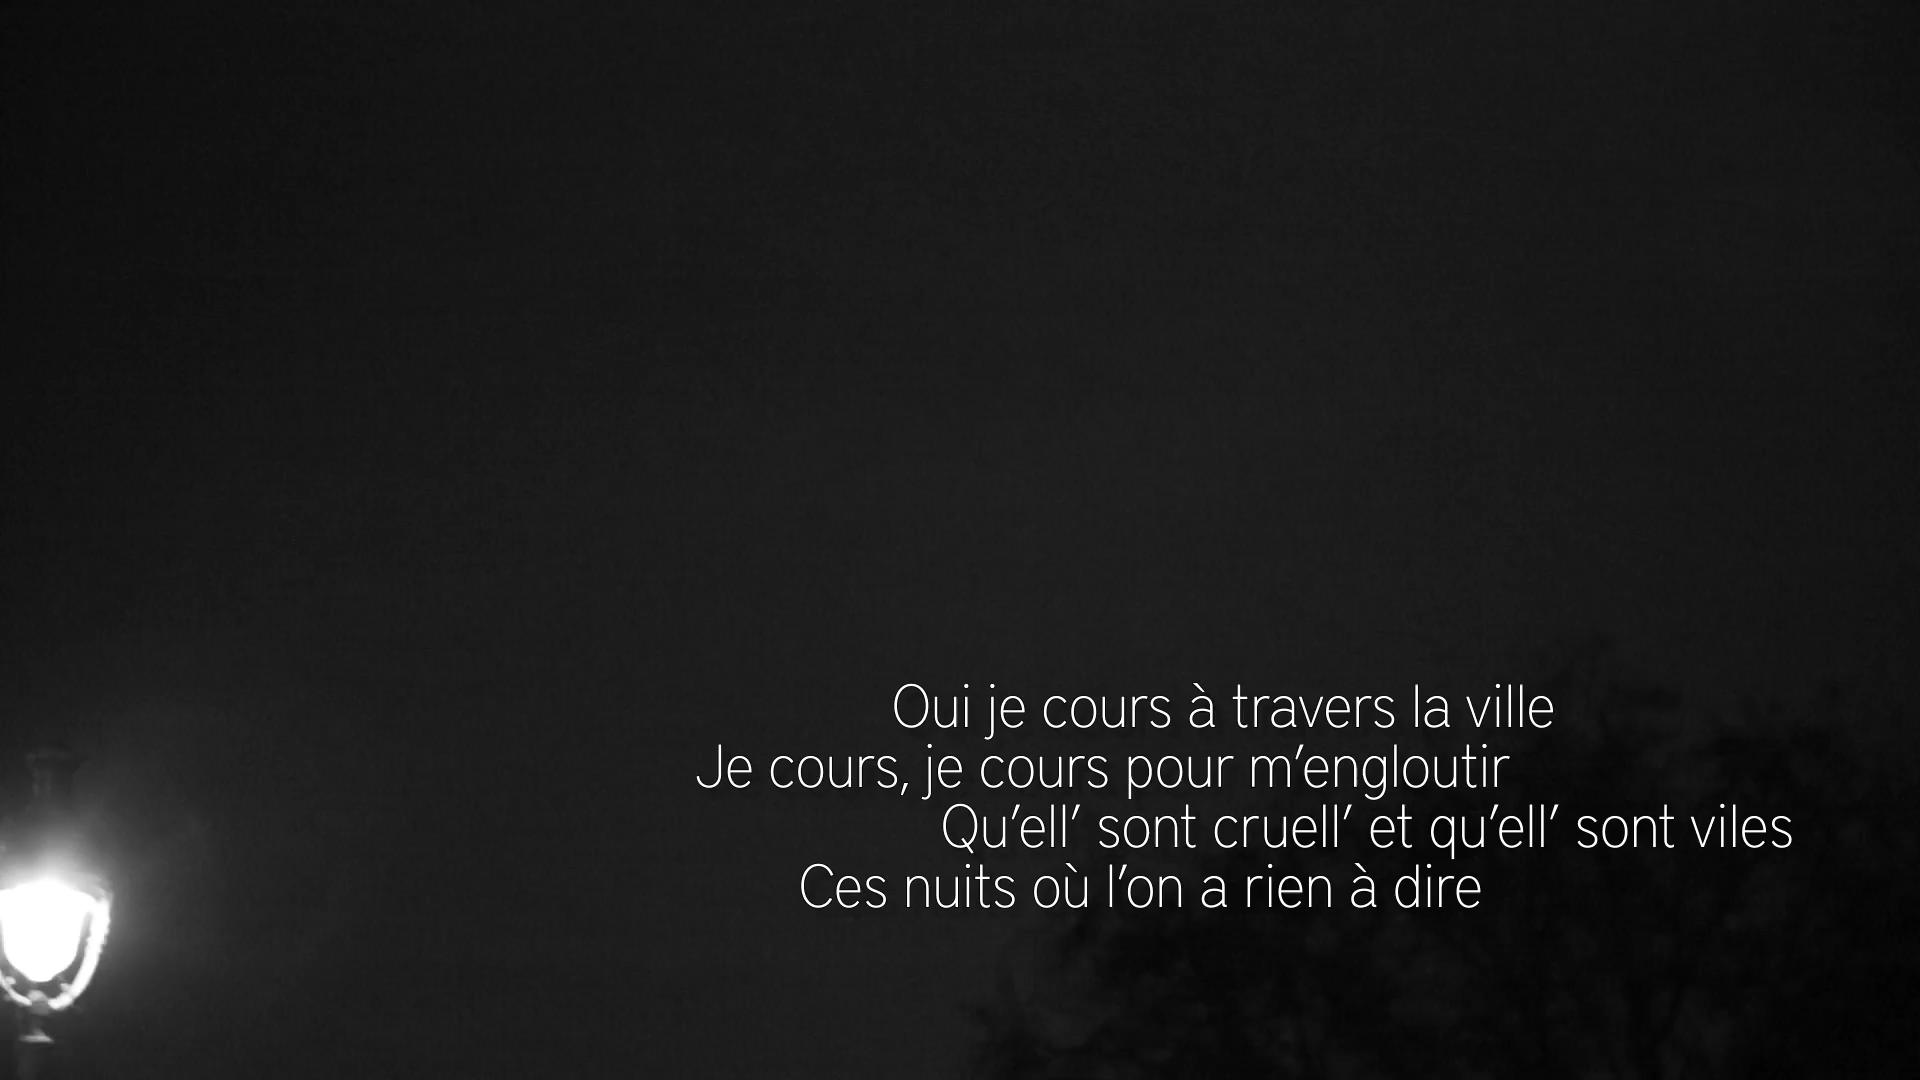 Oui je cours à travers la ville
Je cours, je cours pour m’engloutir
Qu’ell’ sont cruell’ et qu’ell’ sont viles
Ces nuits où l’on a rien à dire